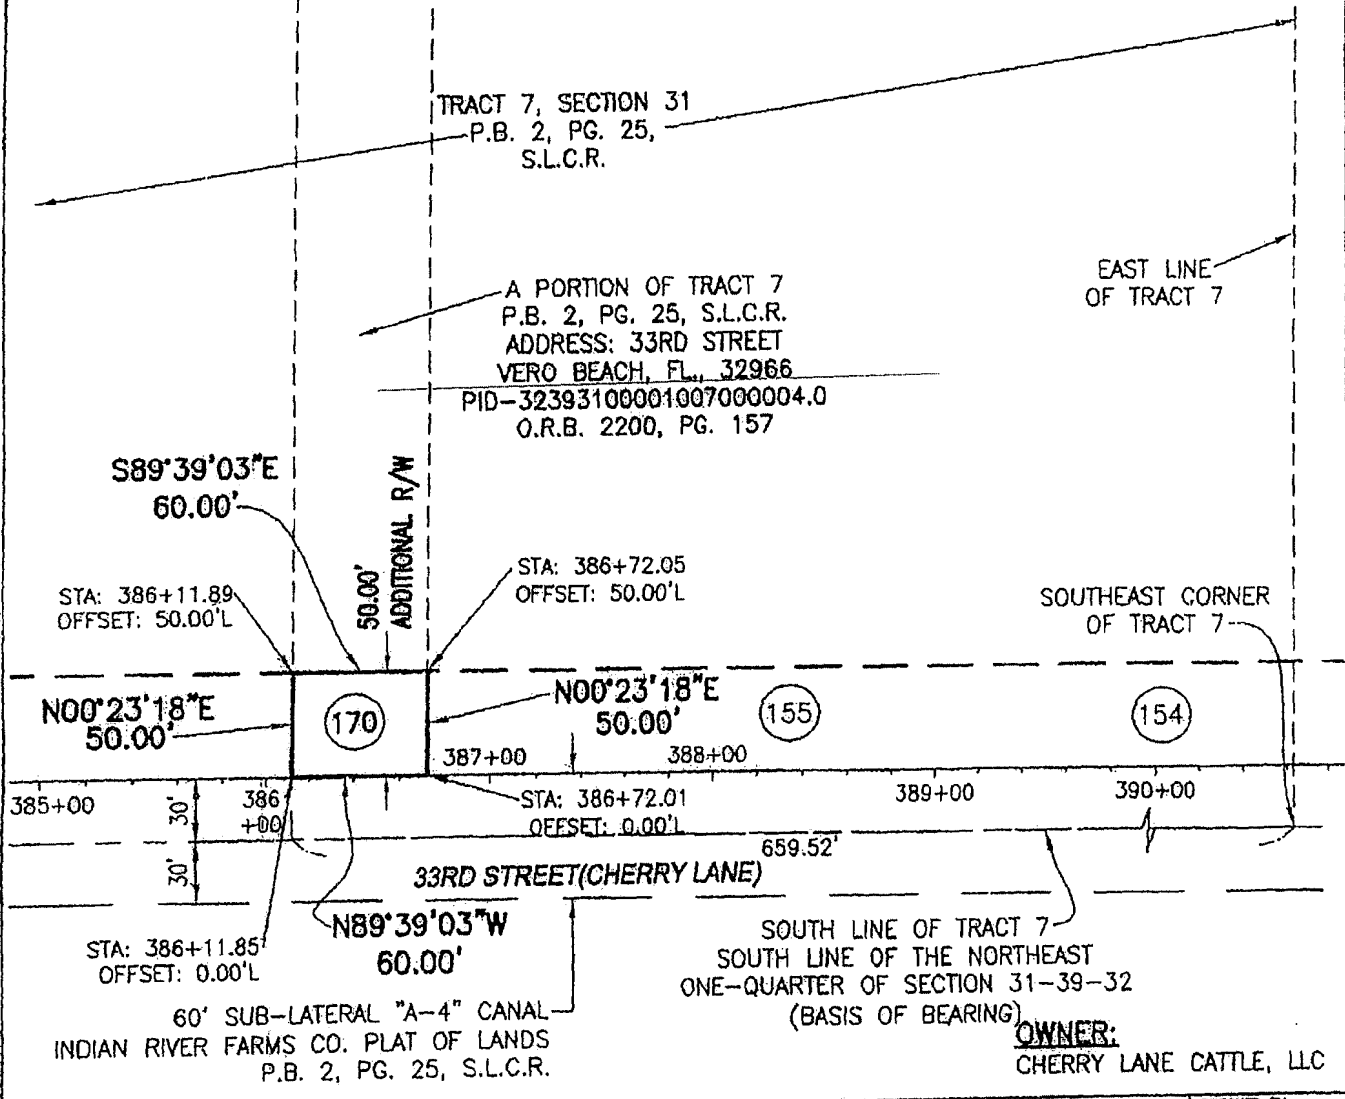 TRACT 7, SECTION 31
P.B. 2, PG. 25,
S.L.C.R.
A PORTION OF TRACT 7
P.B. 2, PG. 25, S.L.C.R.
ADDRESS: 33RD STREET
VERO BEACH, FL., 32966
PID-32393100001007000004.0
O.R.B. 2200, PG. 157
EAST LINE
OF TRACT 7
S89°39'03"E
60.00'
50.00'
ADDITIONAL R/W
STA: 386+11.89
OFFSET: 50.00'L
STA: 386+72.05
OFFSET: 50.00'L
SOUTHEAST CORNER
OF TRACT 7
N00°23'18"E
50.00'
170
N00°23'18"E
50.00'
155
154
385+00
386
+00
387+00
388+00
389+00
390+00
30'
30'
STA: 386+72.01
OFFSET: 0.00'L
659.52'
33RD STREET(CHERRY LANE)
STA: 386+11.85
OFFSET: 0.00'L
N89°39'03"W
60.00'
SOUTH LINE OF TRACT 7
SOUTH LINE OF THE NORTHEAST
ONE-QUARTER OF SECTION 31-39-32
(BASIS OF BEARING)
60' SUB-LATERAL "A-4" CANAL
INDIAN RIVER FARMS CO. PLAT OF LANDS
P.B. 2, PG. 25, S.L.C.R.
OWNER:
CHERRY LANE CATTLE, LLC